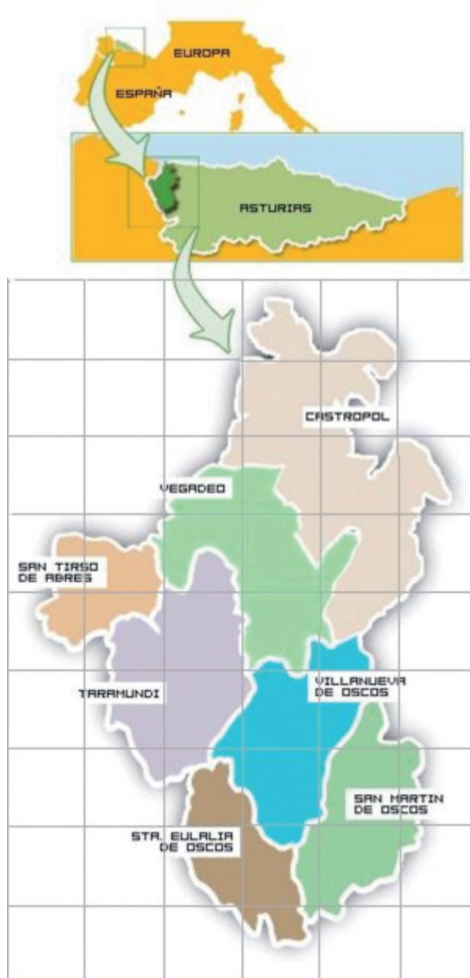 EUROPA
ESPAÑA
ASTURIAS
CASTROPOL
VEGADEO
SAN TIRSO
DE ABRES
TARAMUNDI
VILLANUEVA
DE OSCOS
SAN MARTIN
DE OSCOS
STA. EULALIA
DE OSCOS